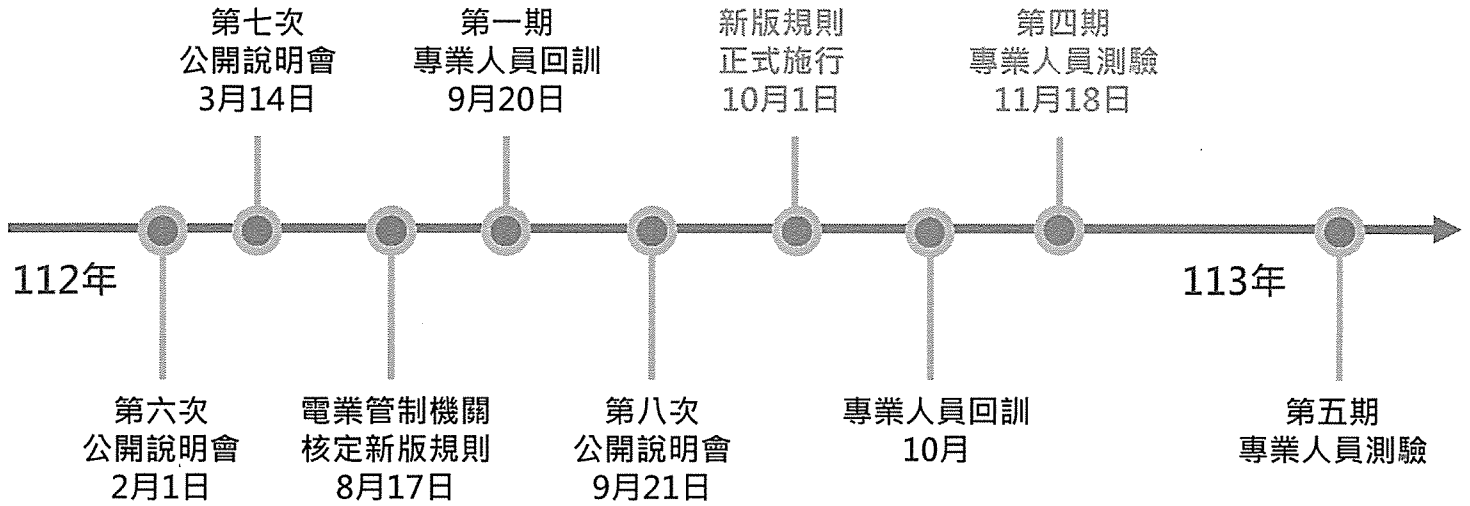 第七次
公開說明會
3月14日
第一期
專業人員回訓
9月20日
新版規則
正式施行
10月1日
第四期
專業人員測驗
11月18日
112年
113年
第六次
公開說明會
2月1日
電業管制機關
核定新版規則
8月17日
第八次
公開說明會
9月21日
專業人員回訓
10月
第五期
專業人員測驗